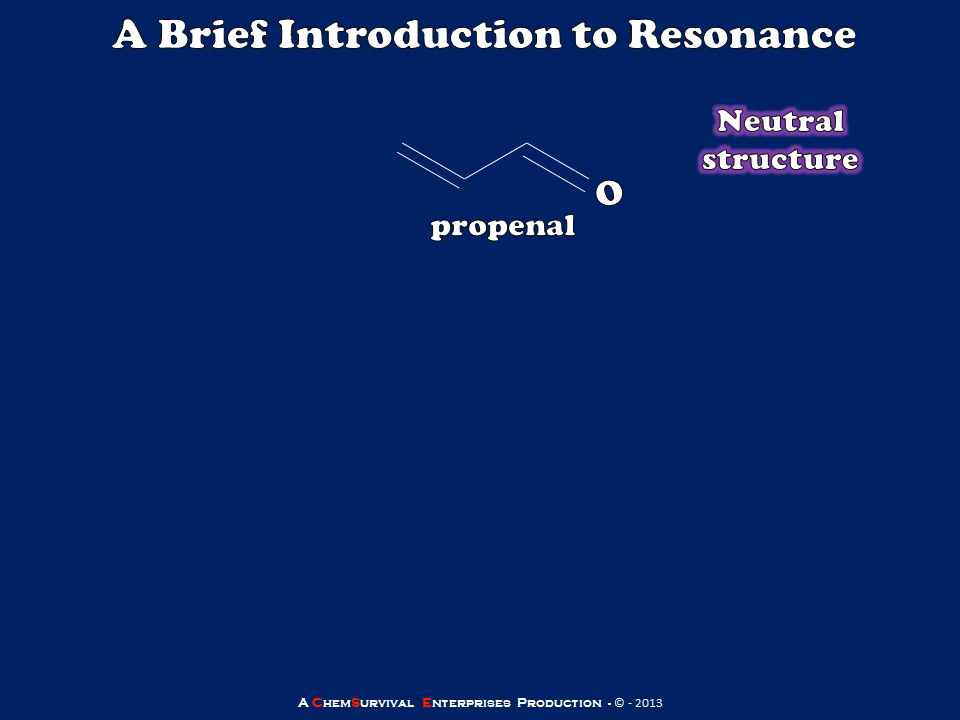 A Brief Introduction to Resonance
Neutral
structure
O
propenal
A ChemSurvival Enterprises Production - © - 2013